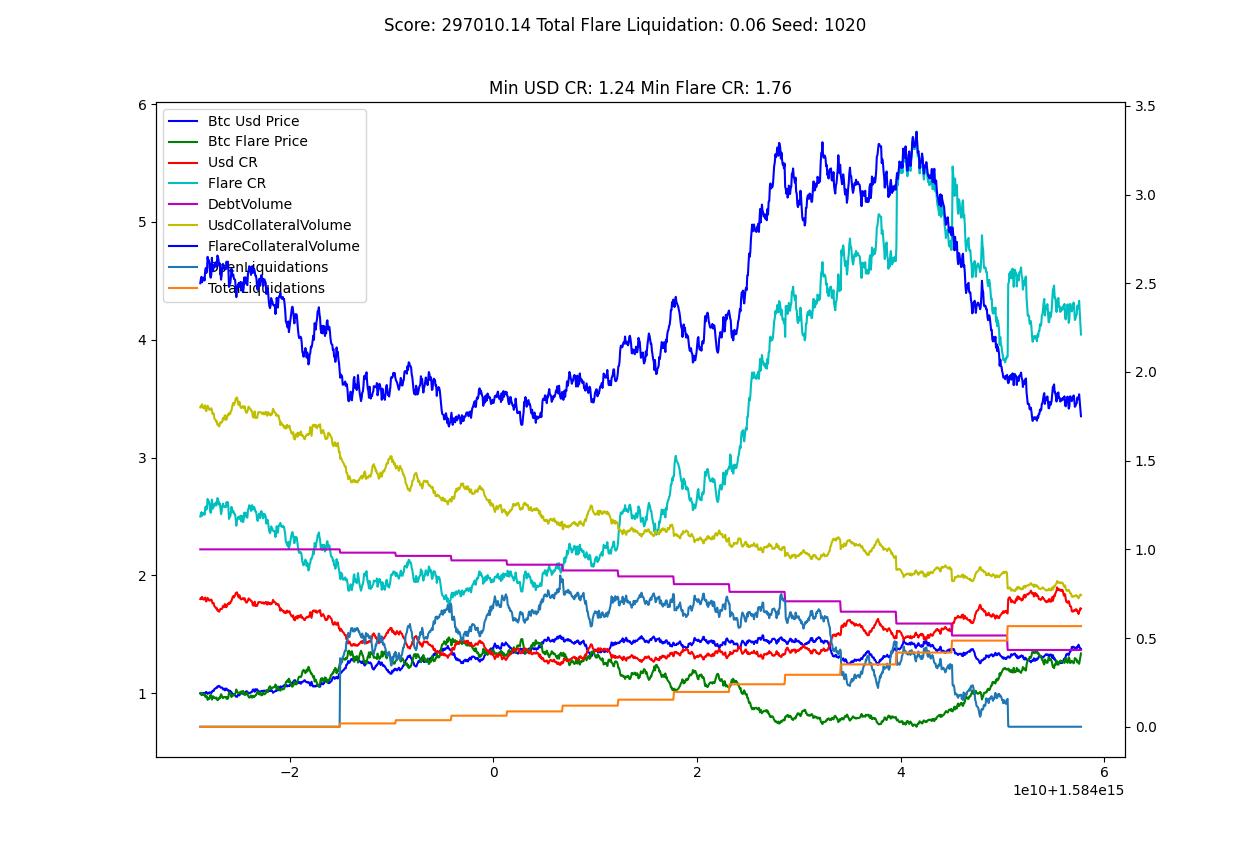 Score: 297010.14 Total Flare Liquidation: 0.06 Seed: 1020
Min USD CR: 1.24 Min Flare CR: 1.76
Btc Usd Price
Btc Flare Price
Usd CR
Flare CR
DebtVolume
UsdCollateralVolume
FlareCollateralVolume
OpenLiquidations
TotalLiquidations
6
5
4
3
2
1
3.5
3.0
2.5
2.0
1.5
1.0
0.5
0.0
−2
0
2
4
6
1e10+1.584e15